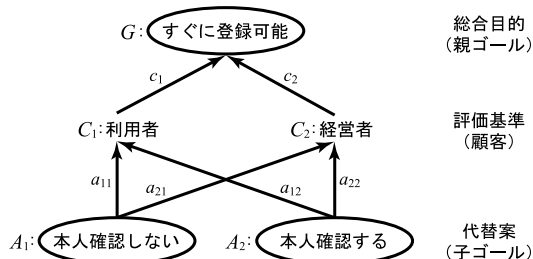 G: すぐに登録可能
総合目的
（親ゴール）
c1
c2
C1:利用者
C2:経営者
評価基準
（顧客）
a11
a21
a12
a22
A1: 本人確認しない
A2: 本人確認する
代替案
（子ゴール）